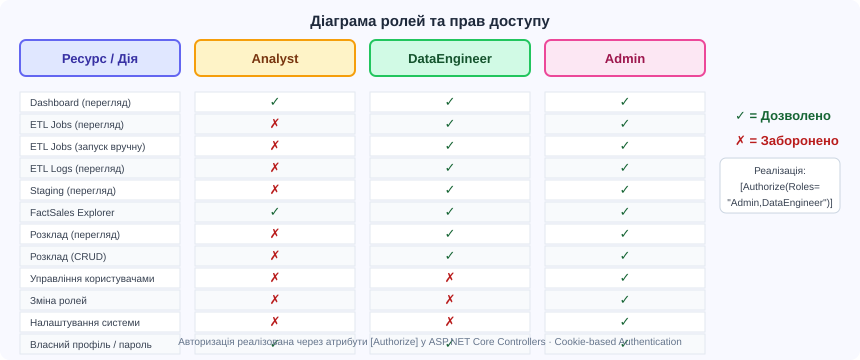 Діаграма ролей та прав доступу
Ресурс / Дія Analyst DataEngineer Admin
Dashboard (перегляд) ✓ ✓ ✓
ETL Jobs (перегляд) ✗ ✓ ✓
ETL Jobs (запуск вручну) ✗ ✓ ✓
ETL Logs (перегляд) ✗ ✓ ✓
Staging (перегляд) ✗ ✓ ✓
FactSales Explorer ✓ ✓ ✓
Розклад (перегляд) ✗ ✓ ✓
Розклад (CRUD) ✗ ✓ ✓
Управління користувачами ✗ ✗ ✓
Зміна ролей ✗ ✗ ✓
Налаштування системи ✗ ✗ ✓
Власний профіль / пароль ✓ ✓ ✓
Авторизація реалізована через атрибути [Authorize] у ASP.NET Core Controllers · Cookie-based Authentication
✓ = Дозволено
✗ = Заборонено
Реалізація:
[Authorize(Roles=
"Admin,DataEngineer")]